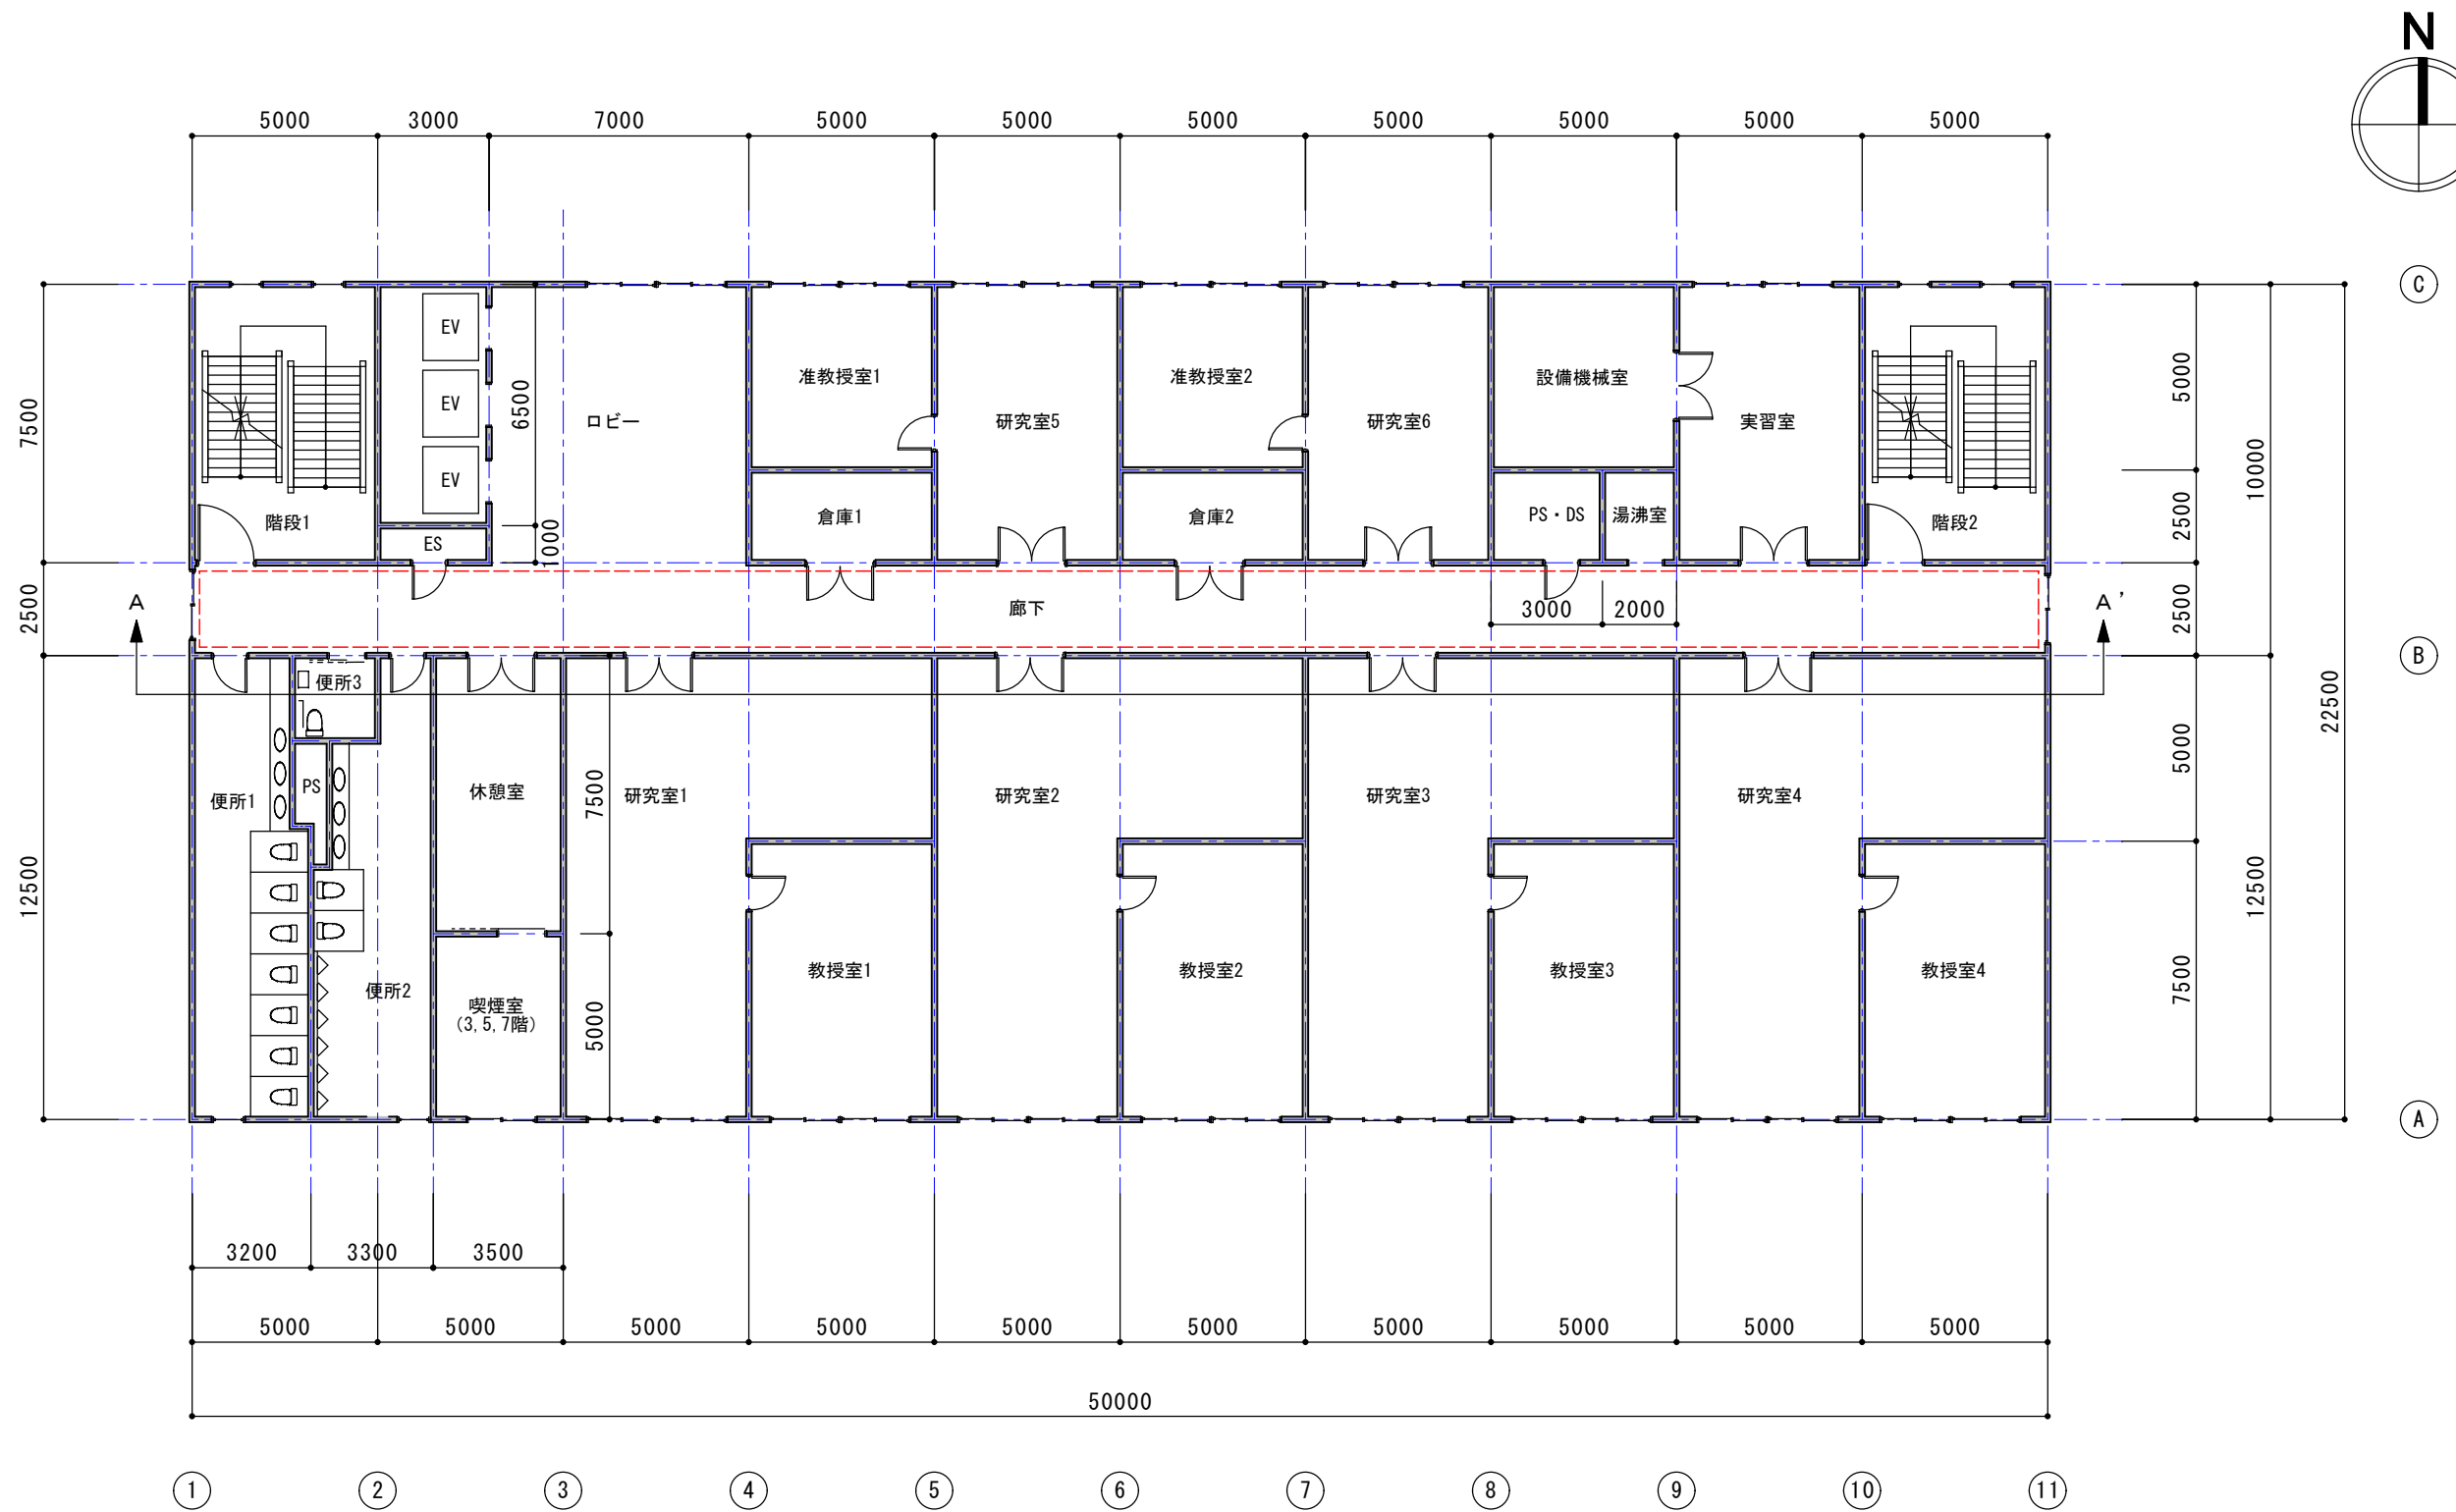 N
5000
3000
7000
5000
5000
5000
5000
5000
5000
5000
C
EV
EV
EV
6500
ロビー
准教授室1
研究室5
准教授室2
研究室6
設備機械室
実習室
7500
5000
10000
階段1
ES
1000
倉庫1
倉庫2
PS・DS
湯沸室
階段2
2500
2500
A
廊下
3000
2000
A'
2500
B
22500
便所3
PS
便所1
休憩室
7500
研究室1
研究室2
研究室3
研究室4
5000
12500
12500
便所2
喫煙室
(3,5,7階)
5000
教授室1
教授室2
教授室3
教授室4
7500
A
3200
3300
3500
5000
5000
5000
5000
5000
5000
5000
5000
5000
5000
50000
1
2
3
4
5
6
7
8
9
10
11